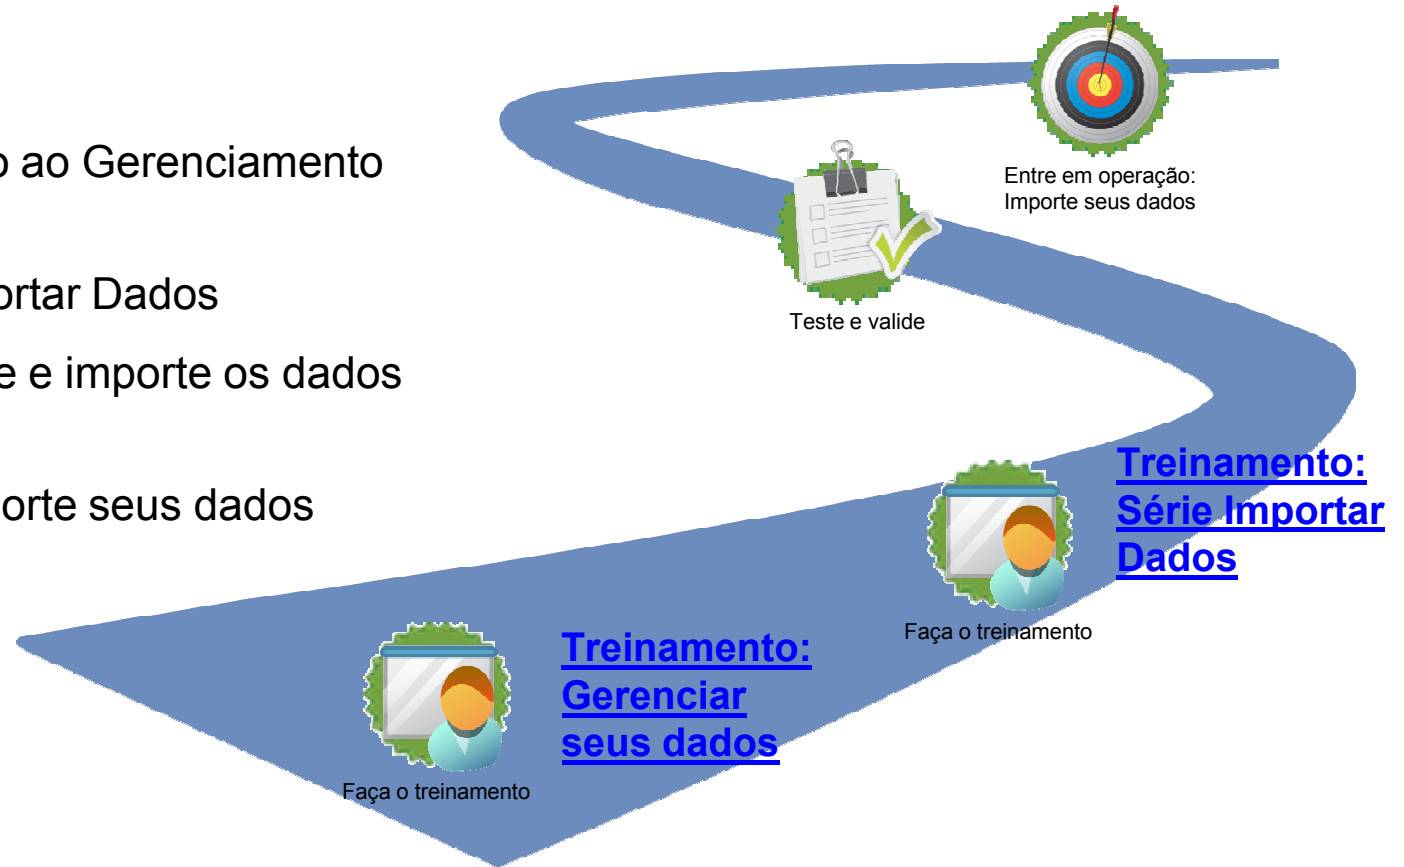 o ao Gerenciamento
ortar Dados
e e importe os dados
orte seus dados
Entre em operação:
Importe seus dados
Teste e valide
Treinamento:
Série Importar
Dados
Faça o treinamento
Treinamento:
Gerenciar
seus dados
Faça o treinamento